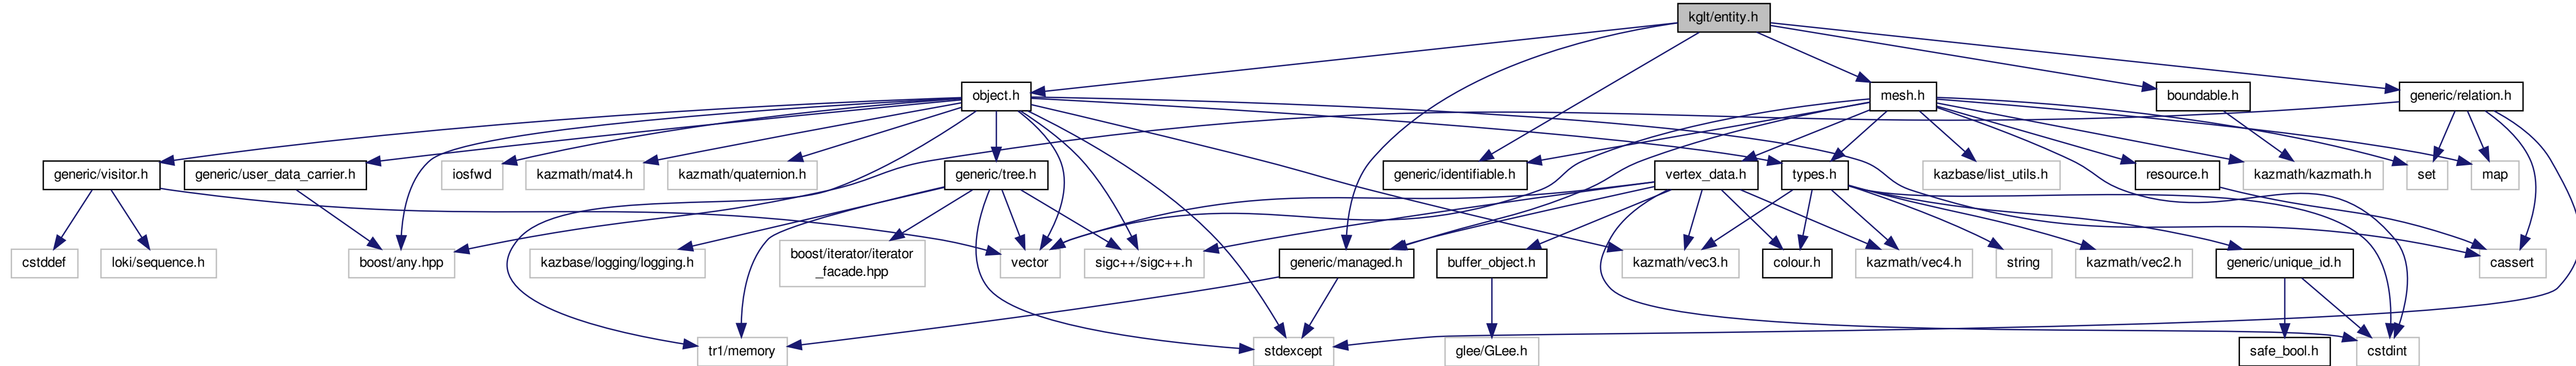 kglt/entity.h
object.h
mesh.h
boundable.h
generic/relation.h
generic/visitor.h
generic/user_data_carrier.h
iosfwd
kazmath/mat4.h
kazmath/quaternion.h
generic/tree.h
generic/identifiable.h
vertex_data.h
types.h
kazbase/list_utils.h
resource.h
kazmath/kazmath.h
set
map
cstddef
loki/sequence.h
boost/any.hpp
kazbase/logging/logging.h
boost/iterator/iterator
_facade.hpp
vector
sigc++/sigc++.h
generic/managed.h
buffer_object.h
kazmath/vec3.h
colour.h
kazmath/vec4.h
string
kazmath/vec2.h
generic/unique_id.h
cassert
tr1/memory
stdexcept
glee/GLee.h
safe_bool.h
cstdint